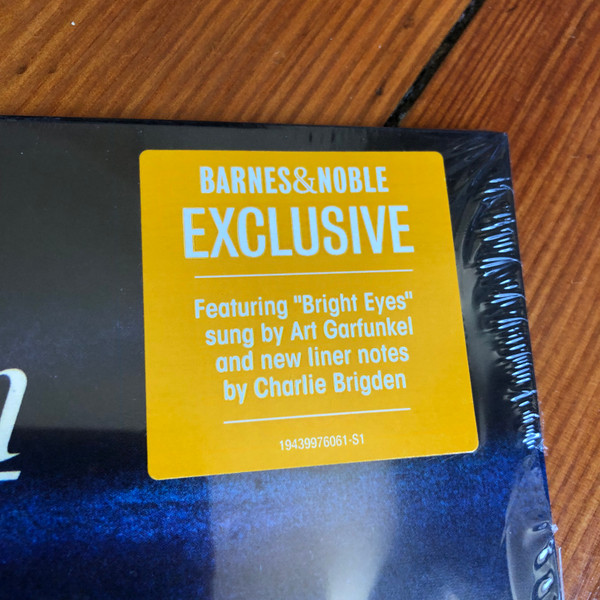 BARNES&NOBLE
EXCLUSIVE
Featuring "Bright Eyes"
sung by Art Garfunkel
and new liner notes
by Charlie Brigden
19439976061-S1